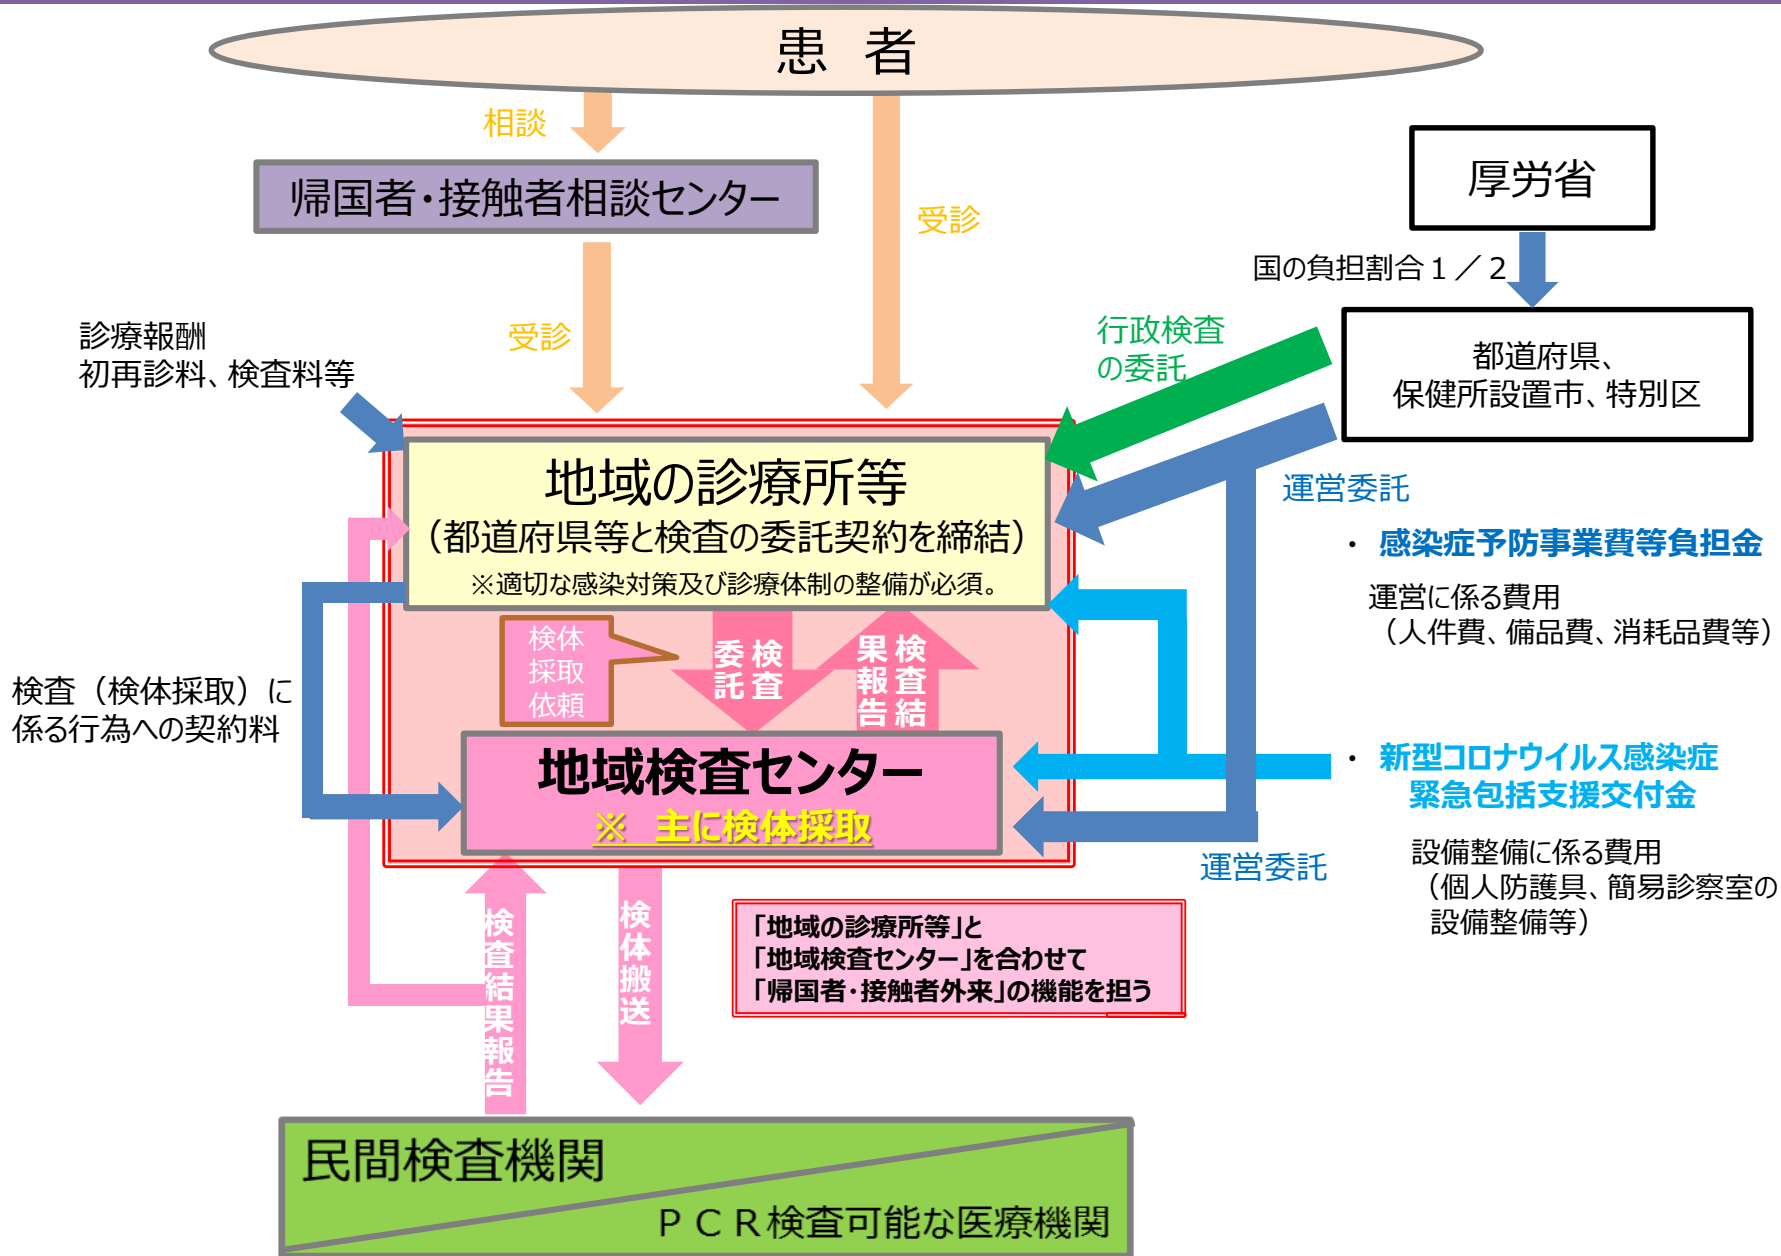 患　者
相談
帰国者・接触者相談センター
受診
受診
厚労省
国の負担割合１／２
都道府県、
保健所設置市、特別区
行政検査
の委託
診療報酬
初再診料、検査料等
地域の診療所等
（都道府県等と検査の委託契約を締結）
※適切な感染対策及び診療体制の整備が必須。
運営委託
・ 感染症予防事業費等負担金
運営に係る費用
（人件費、備品費、消耗品費等）
検体
採取
依頼
検査
委託
検査結
果報告
検査（検体採取）に
係る行為への契約料
地域検査センター
※　主に検体採取
・ 新型コロナウイルス感染症
緊急包括支援交付金
設備整備に係る費用
（個人防護具、簡易診察室の
設備整備等）
運営委託
検査結果報告
検体搬送
「地域の診療所等」と
「地域検査センター」を合わせて
「帰国者・接触者外来」の機能を担う
民間検査機関
ＰＣＲ検査可能な医療機関